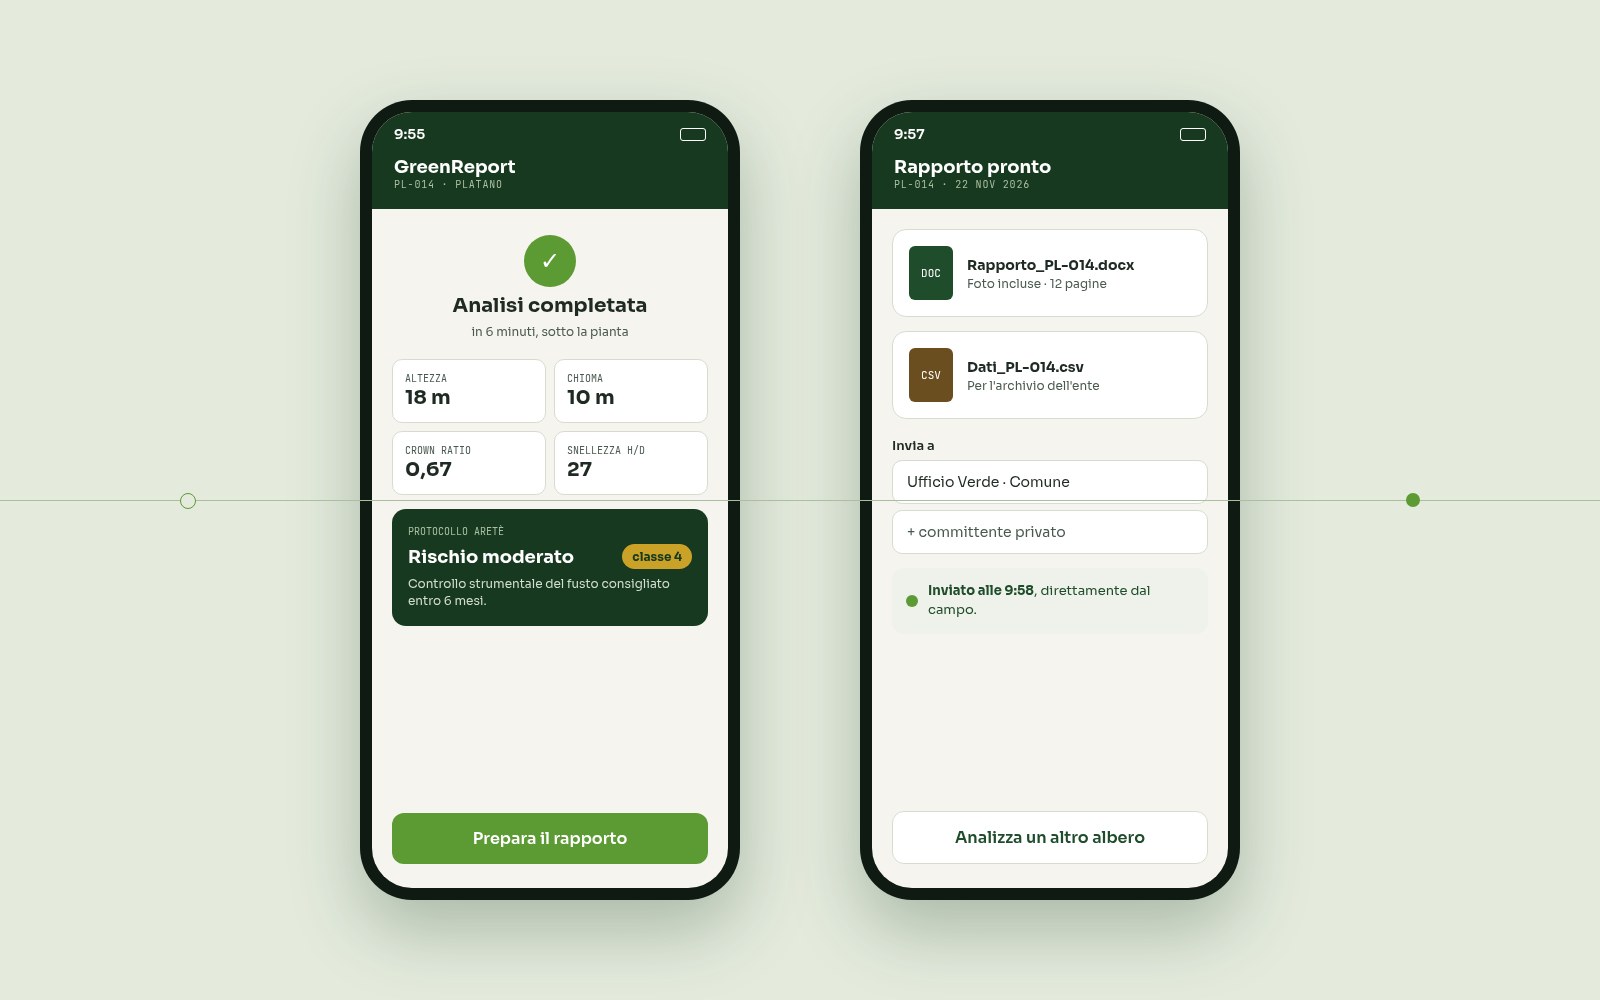 9:55
GreenReport
PL-014 · PLATANO
✓
Analisi completata
in 6 minuti, sotto la pianta
ALTEZZA
18 m
CHIOMA
10 m
CROWN RATIO
0,67
SNELLEZZA H/D
27
PROTOCOLLO ARETÈ
Rischio moderato
classe 4
Controllo strumentale del fusto consigliato
entro 6 mesi.
Prepara il rapporto
9:57
Rapporto pronto
PL-014 · 22 NOV 2026
DOC
Rapporto_PL-014.docx
Foto incluse · 12 pagine
CSV
Dati_PL-014.csv
Per l'archivio dell'ente
Invia a
Ufficio Verde · Comune
+ committente privato
Inviato alle 9:58, direttamente dal
campo.
Analizza un altro albero